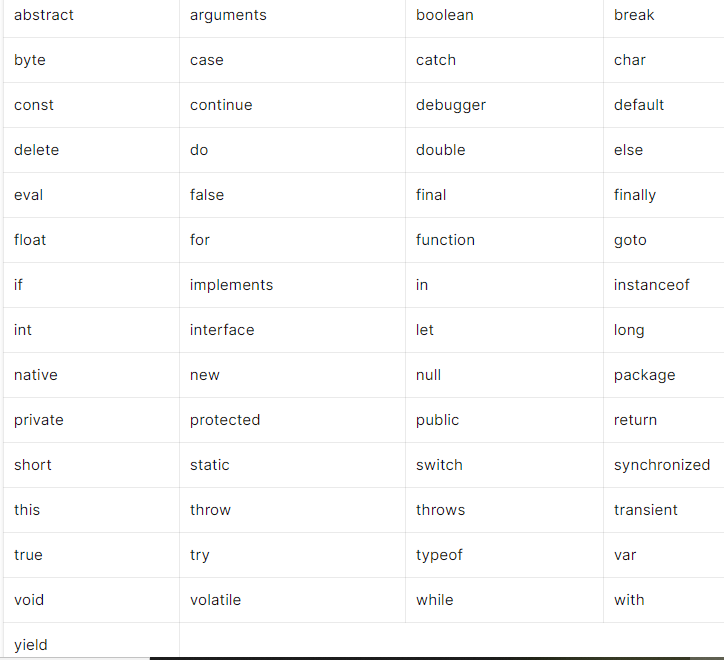 abstract arguments boolean break
byte case catch char
const continue debugger default
delete do double else
eval false final finally
float for function goto
if implements in instanceof
int interface let long
native new null package
private protected public return
short static switch synchronized
this throw throws transient
true try typeof var
void volatile while with
yield